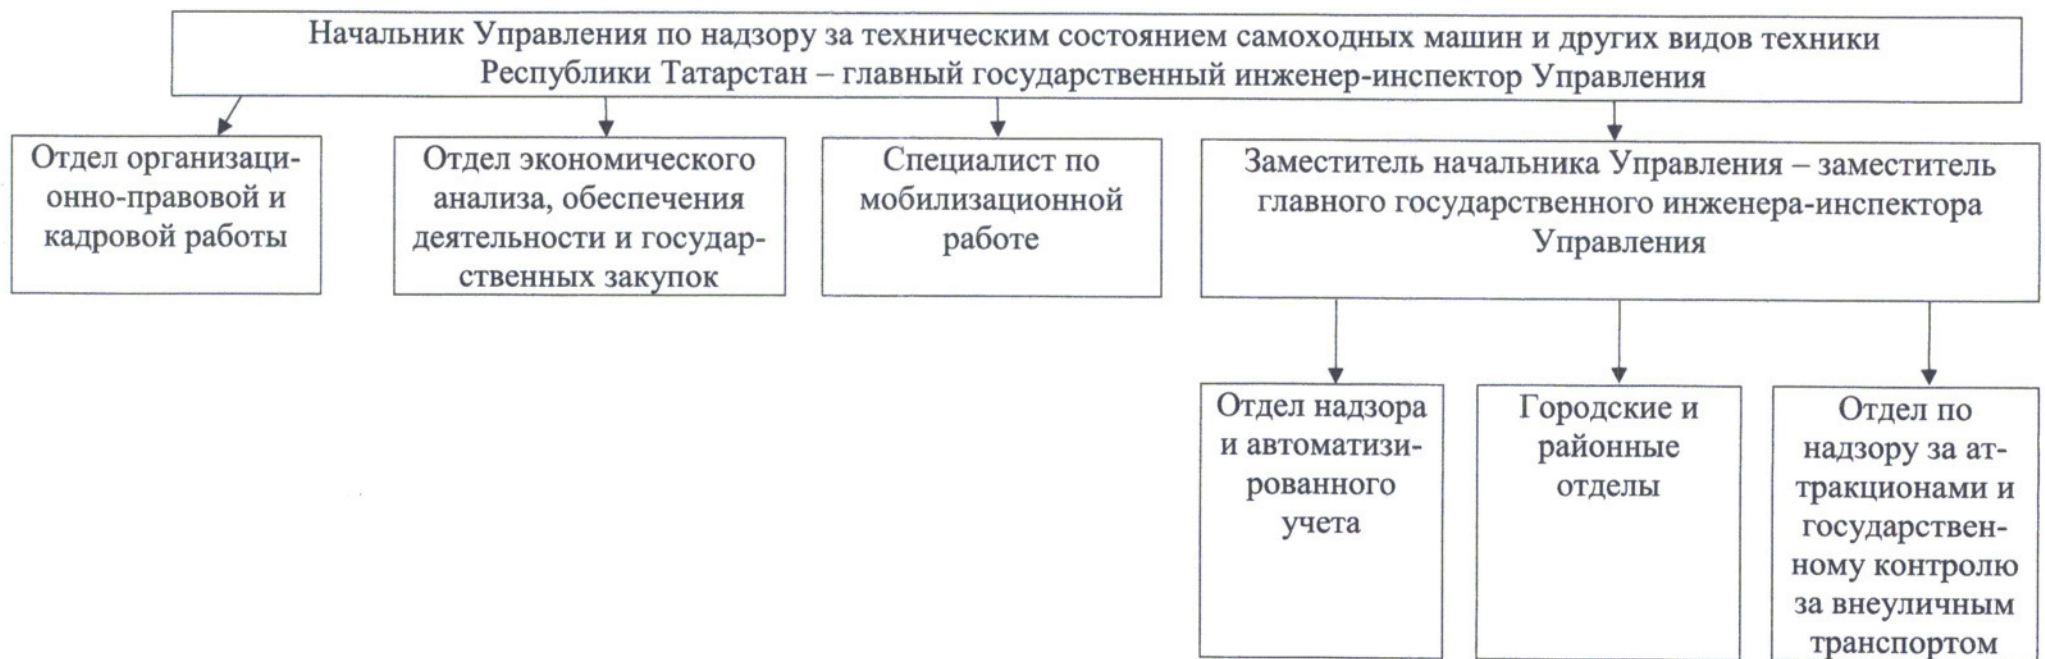 Начальник Управления по надзору за техническим состоянием самоходных машин и других видов техники
Республики Татарстан – главный государственный инженер-инспектор Управления
Отдел организаци-
онно-правовой и
кадровой работы
Отдел экономического
анализа, обеспечения
деятельности и государ-
ственных закупок
Специалист по
мобилизационной
работе
Заместитель начальника Управления – заместитель
главного государственного инженера-инспектора
Управления
Отдел надзора
и автоматизи-
рованного
учета
Городские и
районные
отделы
Отдел по
надзору за ат-
тракционами и
государствен-
ному контролю
за внеуличным
транспортом